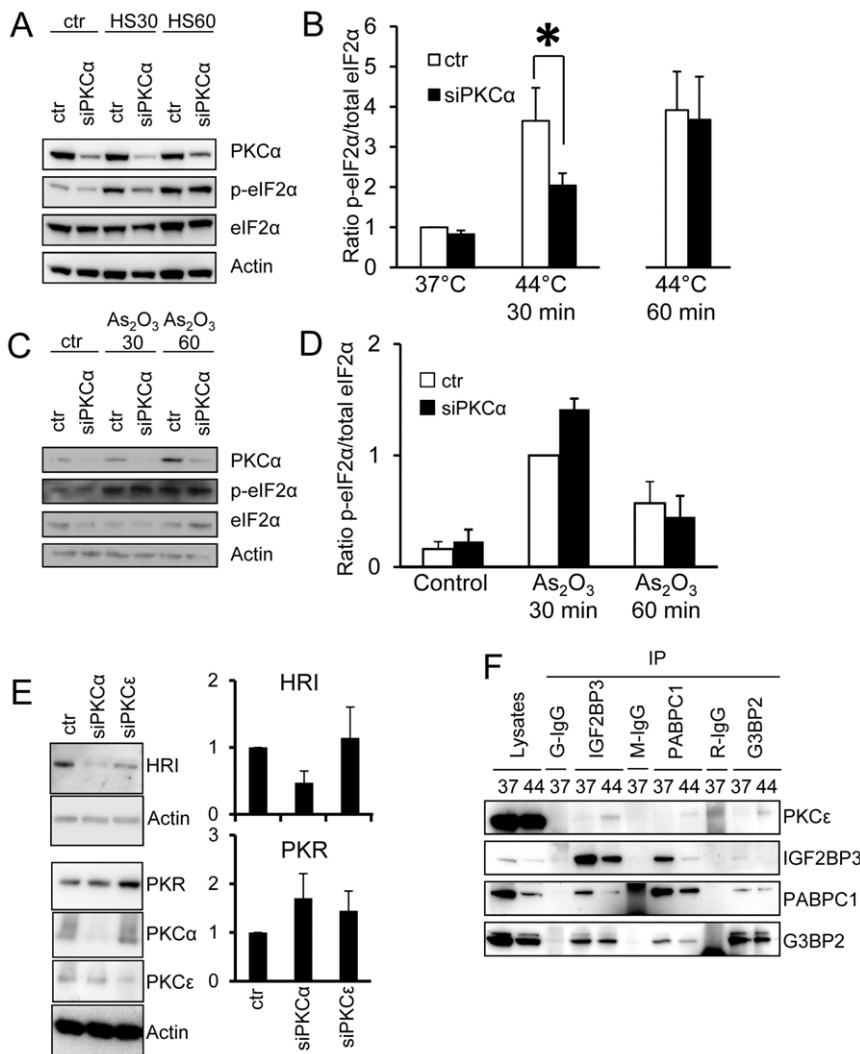 A
ctr HS30 HS60
ctr siPKCα ctr siPKCα ctr siPKCα
PKCα
p-eIF2α
eIF2α
Actin
B
Ratio p-eIF2α/total eIF2α
6
5
4
3
2
1
0
ctr
siPKCα
*
37°C 44°C 44°C
30 min 60 min
C
ctr As₂O₃ 30 As₂O₃ 60
ctr siPKCα ctr siPKCα ctr siPKCα
PKCα
p-eIF2α
eIF2α
Actin
D
Ratio p-eIF2α/total eIF2α
2
1
0
ctr
siPKCα
Control As₂O₃ As₂O₃
30 min 60 min
E
ctr siPKCα siPKCε
HRI
Actin
PKR
PKCα
PKCε
Actin
HRI
2
1
0
PKR
2
1
0
ctr siPKCα siPKCε
F
IP
Lysates G-IgG IGF2BP3 M-IgG PABPC1 R-IgG G3BP2
37 44 37 37 44 37 37 44 37 37 44
PKCε
IGF2BP3
PABPC1
G3BP2